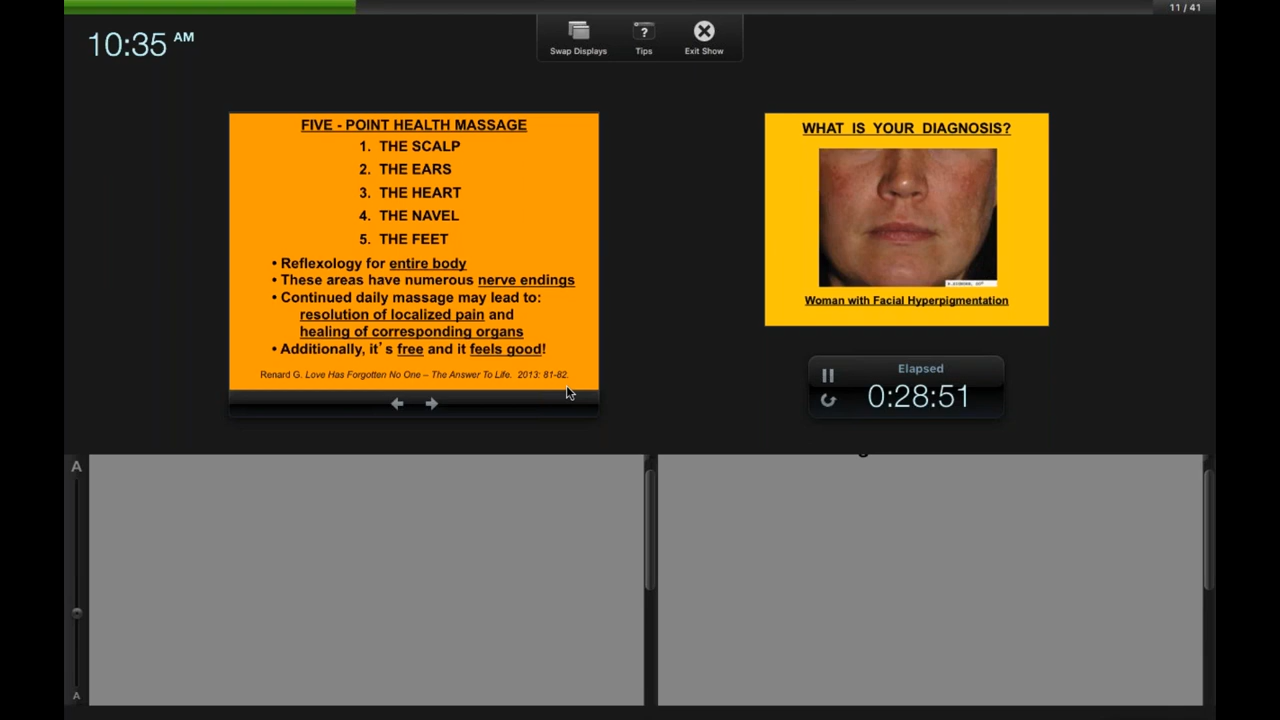 11 / 41
10:35 AM
Swap Displays
Tips
Exit Show
FIVE - POINT HEALTH MASSAGE
1. THE SCALP
2. THE EARS
3. THE HEART
4. THE NAVEL
5. THE FEET
• Reflexology for entire body
• These areas have numerous nerve endings
• Continued daily massage may lead to:
resolution of localized pain and
healing of corresponding organs
• Additionally, it's free and it feels good!
Renard G. Love Has Forgotten No One – The Answer To Life. 2013: 81-82.
WHAT IS YOUR DIAGNOSIS?
Woman with Facial Hyperpigmentation
Elapsed
0:28:51
A
A